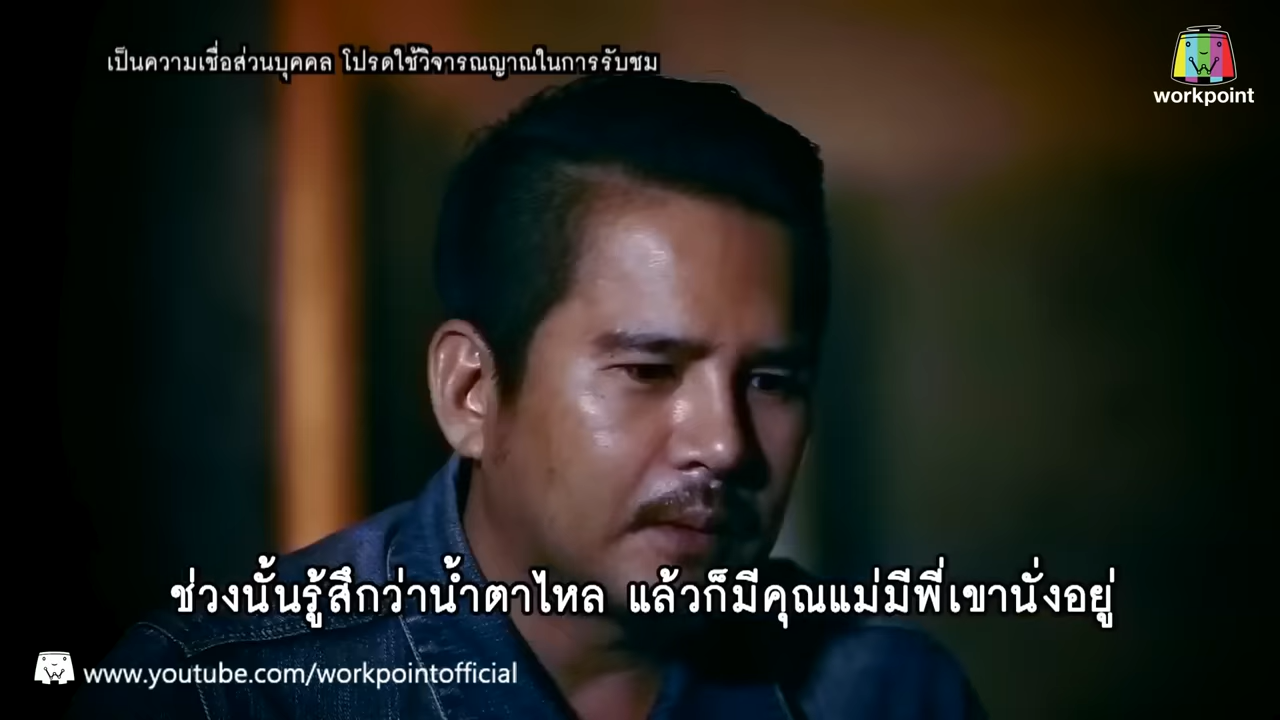 เป็นความเชื่อส่วนบุคคล โปรดใช้วิจารณญาณในการรับชม
workpoint
ช่วงนั้นรู้สึกว่าน้ำตาไหล แล้วก็มีคุณแม่มีพี่เขานั่งอยู่
www.youtube.com/workpointofficial